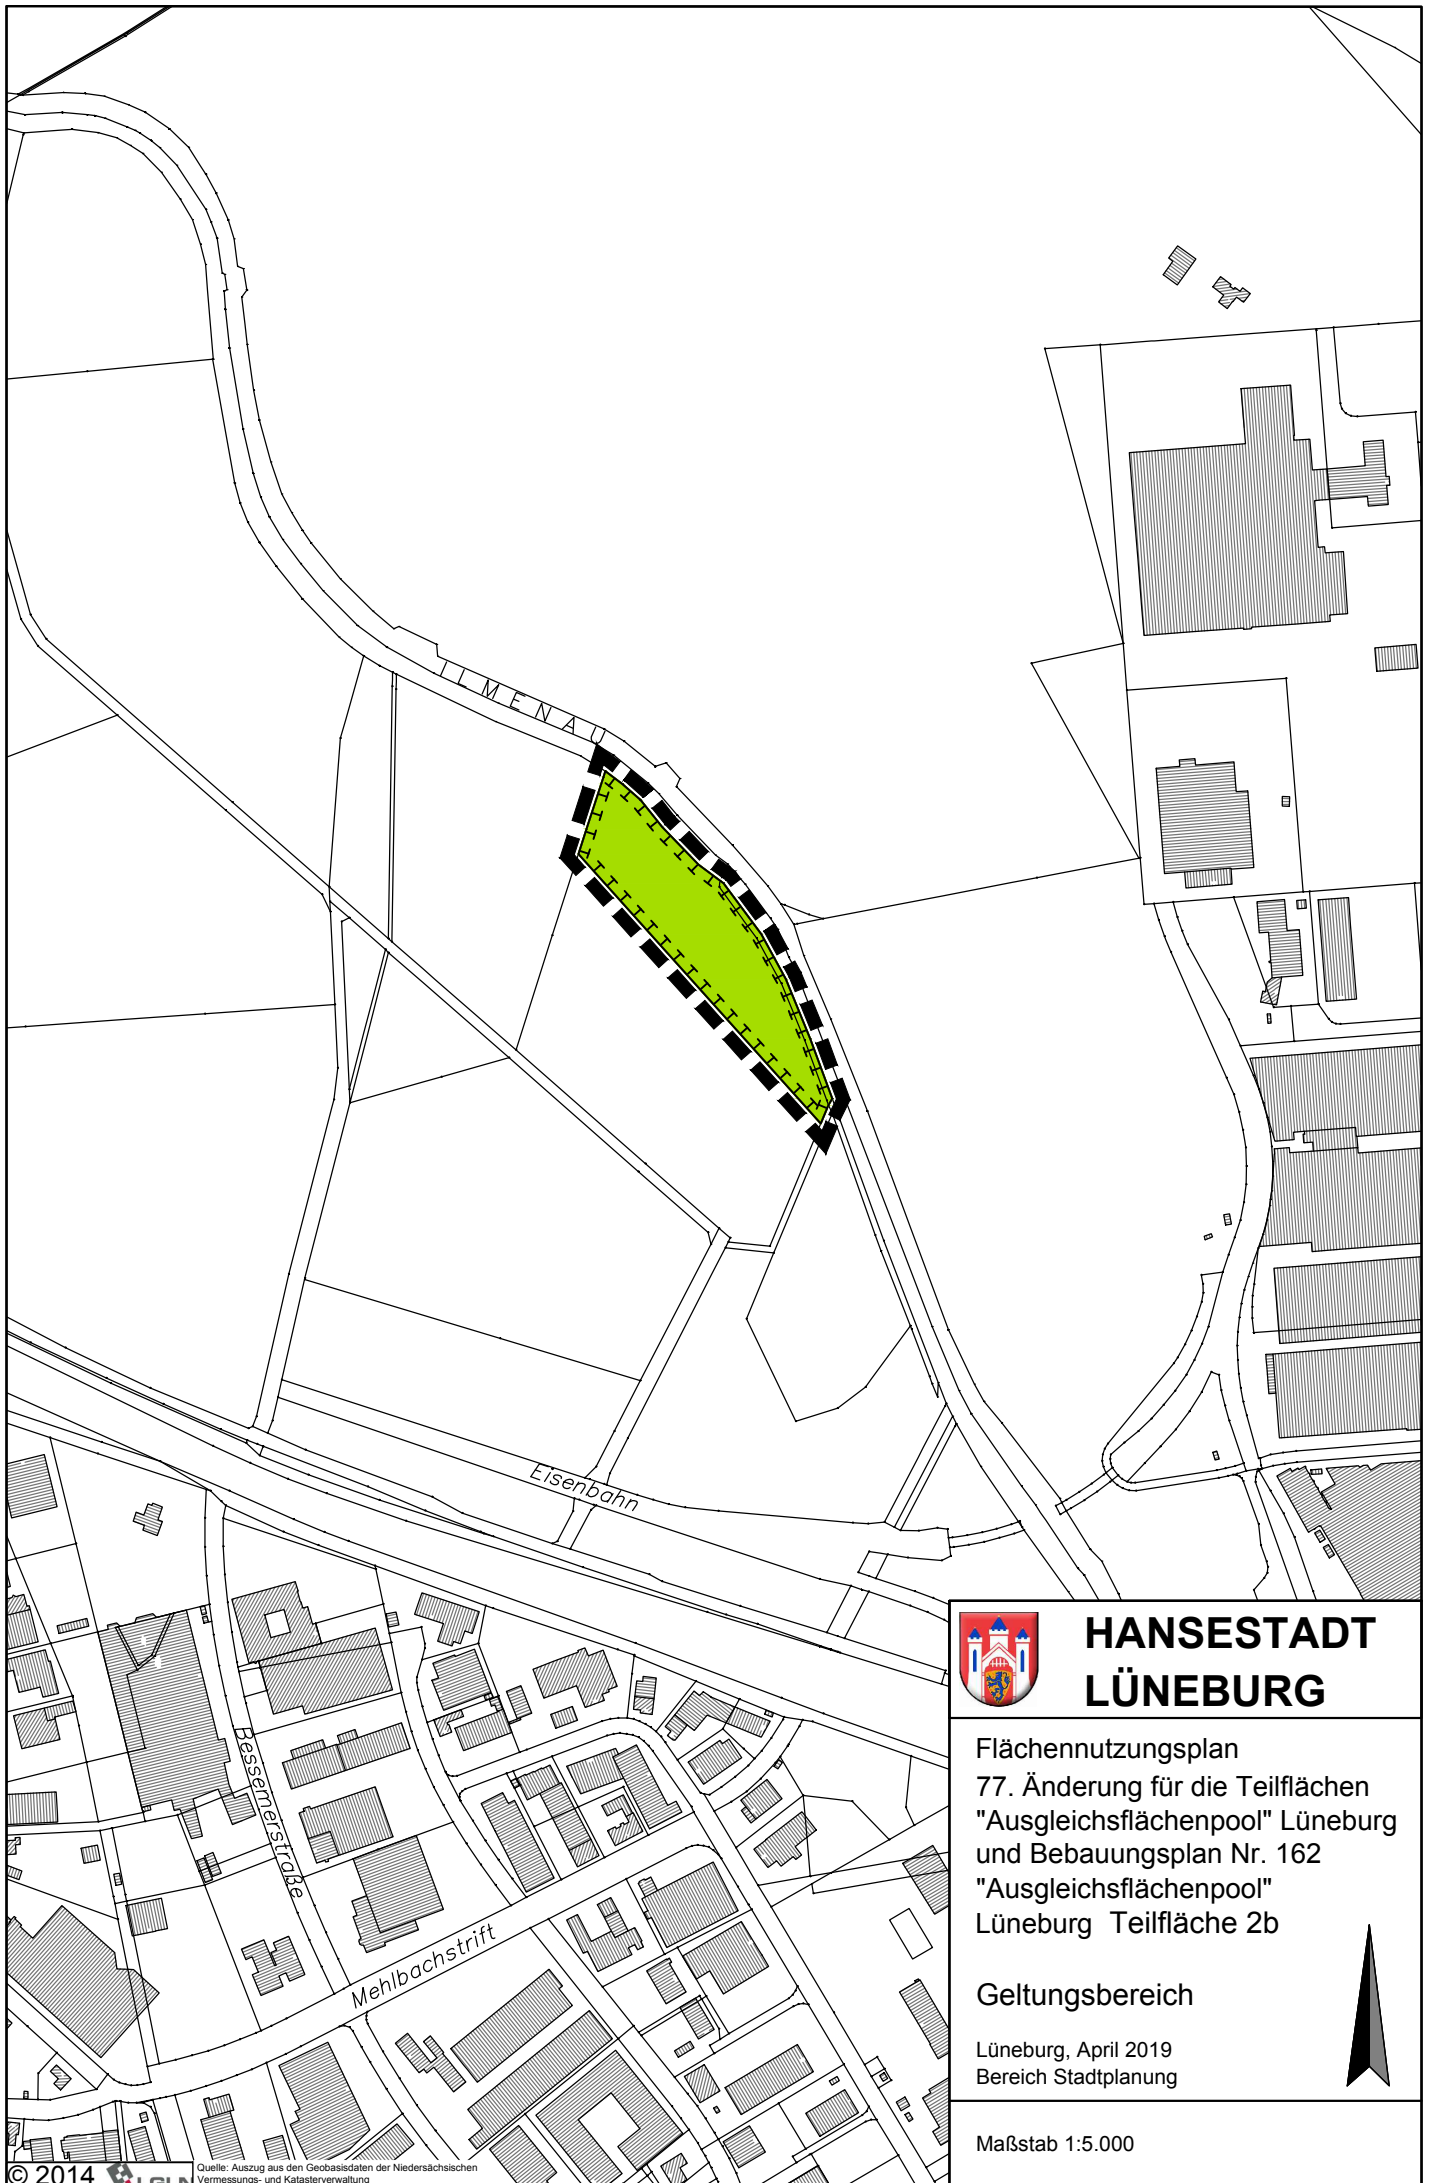 ILMENAU
Eisenbahn
Bessemerstraße
Mehlbachstrift
HANSESTADT
LÜNEBURG
Flächennutzungsplan
77. Änderung für die Teilflächen
"Ausgleichsflächenpool" Lüneburg
und Bebauungsplan Nr. 162
"Ausgleichsflächenpool"
Lüneburg Teilfläche 2b
Geltungsbereich
Lüneburg, April 2019
Bereich Stadtplanung
Maßstab 1:5.000
© 2014 LGLN
Quelle: Auszug aus den Geobasisdaten der Niedersächsischen
Vermessungs- und Katasterverwaltung